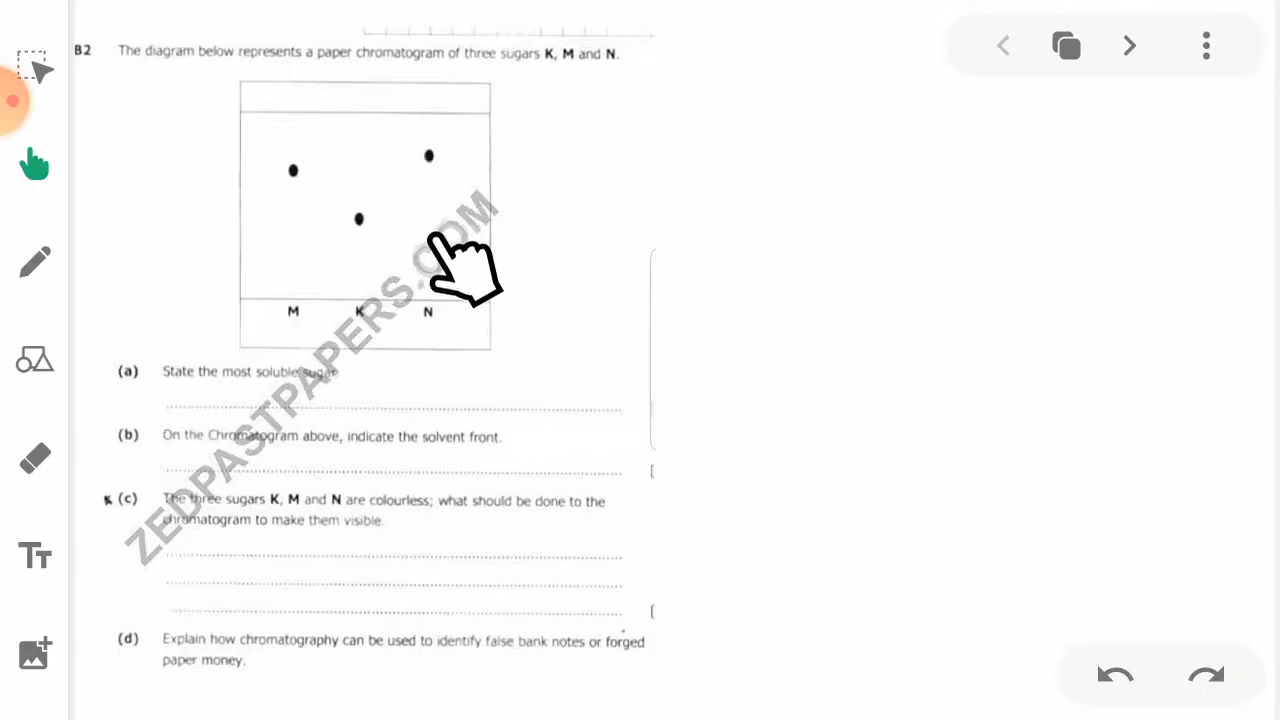 B2 The diagram below represents a paper chromatogram of three sugars K, M and N.
M K N
(a) State the most soluble sugar.
(b) On the Chromatogram above, indicate the solvent front.
(c) The three sugars K, M and N are colourless; what should be done to the
chromatogram to make them visible.
(d) Explain how chromatography can be used to identify false bank notes or forged
paper money.
ZEDPASTPAPERS.COM
TT